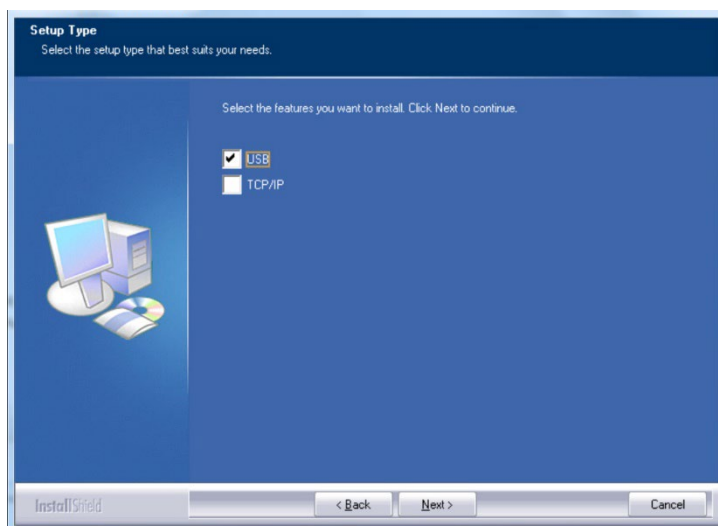 Setup Type
Select the setup type that best suits your needs.
Select the features you want to install. Click Next to continue.
USB
TCP/IP
InstallShield
< Back
Next >
Cancel